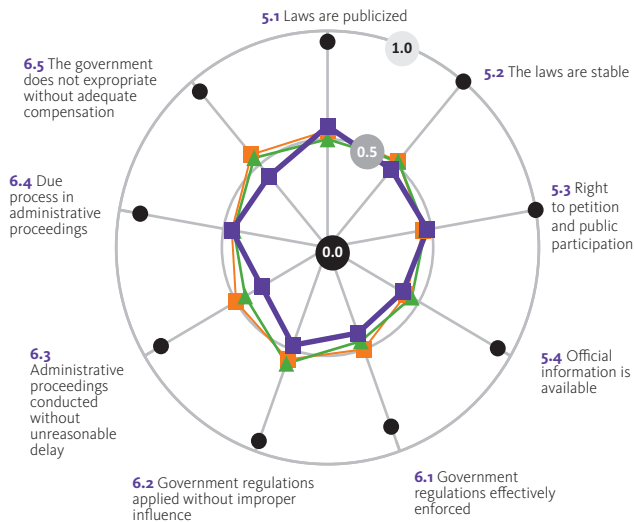 5.1 Laws are publicized
1.0
6.5 The government
does not expropriate
without adequate
compensation
5.2 The laws are stable
0.5
6.4 Due
process in
administrative
proceedings
5.3 Right
to petition
and public
participation
0.0
6.3
Administrative
proceedings
conducted
without
unreasonable
delay
5.4 Official
information is
available
6.2 Government regulations
applied without improper
influence
6.1 Government
regulations effectively
enforced